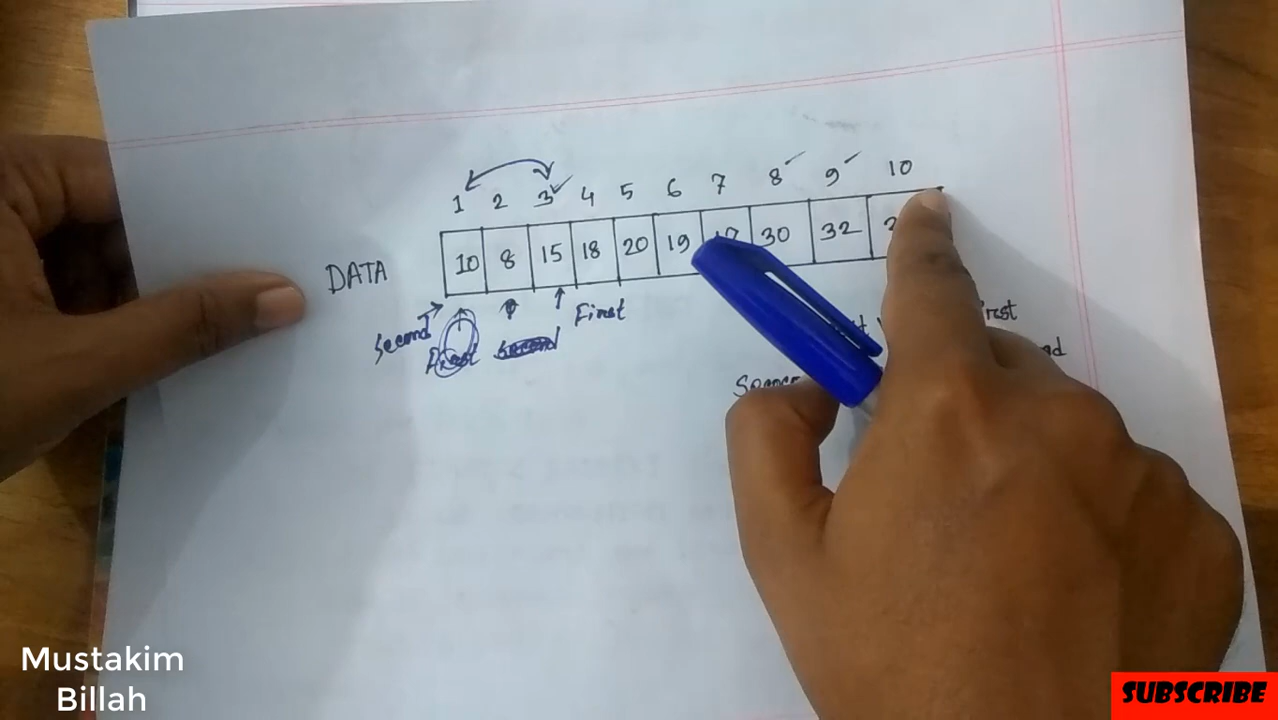 1 2 3 4 5 6 7 8 9 10
DATA 10 8 15 18 20 19 30 32
Second First second First
Mustakim
Billah
SUBSCRIBE